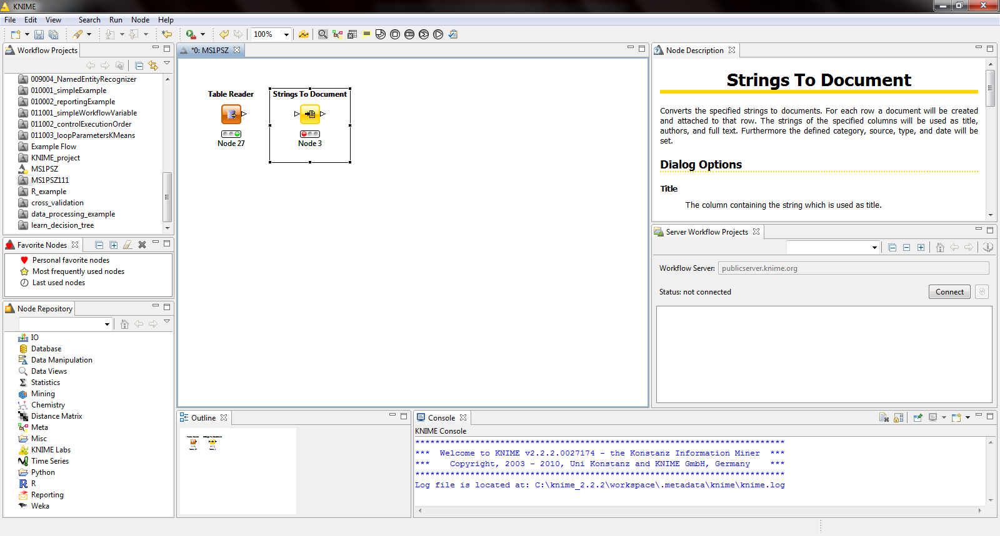 KNIME
File Edit View Search Run Node Help
100%
Workflow Projects
009004_NamedEntityRecognizer
010001_simpleExample
010002_reportingExample
011001_simpleWorkflowVariable
011002_controlExecutionOrder
011003_loopParametersKMeans
Example Flow
KNIME_project
MS1PSZ
MS1PSZ111
R_example
cross_validation
data_processing_example
learn_decision_tree
Favorite Nodes
Personal favorite nodes
Most frequently used nodes
Last used nodes
Node Repository
IO
Database
Data Manipulation
Data Views
Statistics
Mining
Chemistry
Distance Matrix
Meta
Misc
KNIME Labs
Time Series
Python
R
Reporting
Weka
*0: MS1PSZ
Table Reader
Node 27
Strings To Document
Node 3
Node Description
Strings To Document
Converts the specified strings to documents. For each row a document will be created
and attached to that row. The strings of the specified columns will be used as title,
authors, and full text. Furthermore the defined category, source, type, and date will be
set.
Dialog Options
Title
The column containing the string which is used as title.
Server Workflow Projects
Workflow Server: publicserver.knime.org
Status: not connected
Connect
Outline
Console
KNIME Console
**************************************************************************
*** Welcome to KNIME v2.2.2.0027174 - the Konstanz Information Miner ***
*** Copyright, 2003 - 2010, Uni Konstanz and KNIME GmbH, Germany ***
**************************************************************************
Log file is located at: C:\knime_2.2.2\workspace\.metadata\knime\knime.log